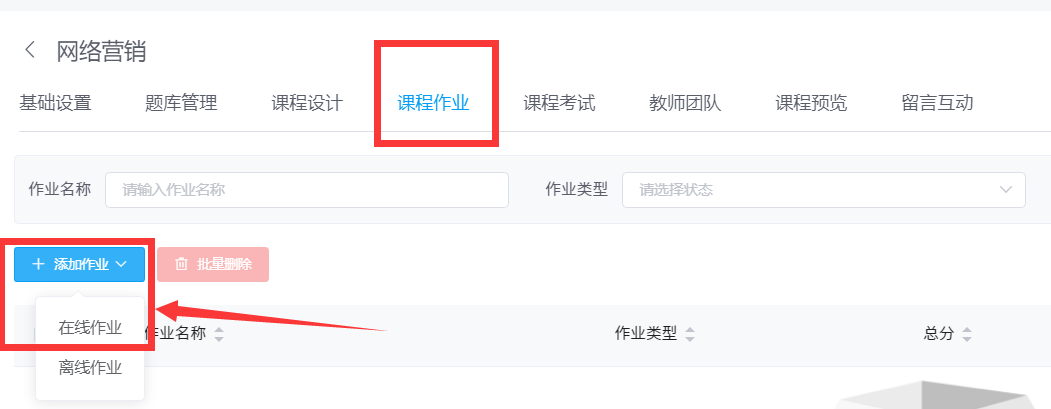 网络营销
基础设置 题库管理 课程设计 课程作业 课程考试 教师团队 课程预览 留言互动
作业名称 请输入作业名称 作业类型 请选择状态
添加作业 批量删除
在线作业 作业名称 作业类型 总分
离线作业